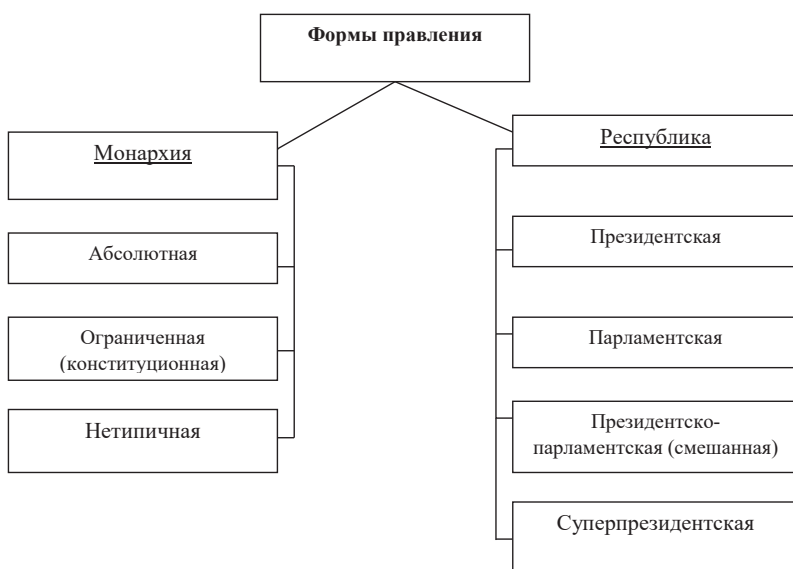 Формы правления
Монархия
Абсолютная
Ограниченная
(конституционная)
Нетипичная
Республика
Президентская
Парламентская
Президентско-
парламентская (смешанная)
Суперпрезидентская